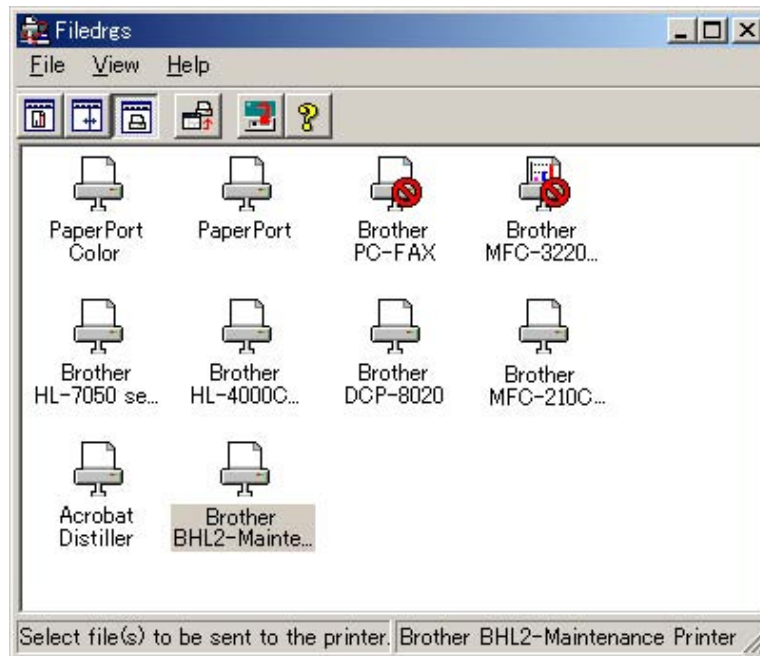 Filedrgs
File View Help
PaperPort
Color
PaperPort
Brother
PC-FAX
Brother
MFC-3220...
Brother
HL-7050 se...
Brother
HL-4000C...
Brother
DCP-8020
Brother
MFC-210C...
Acrobat
Distiller
Brother
BHL2-Mainte...
Select file(s) to be sent to the printer. Brother BHL2-Maintenance Printer